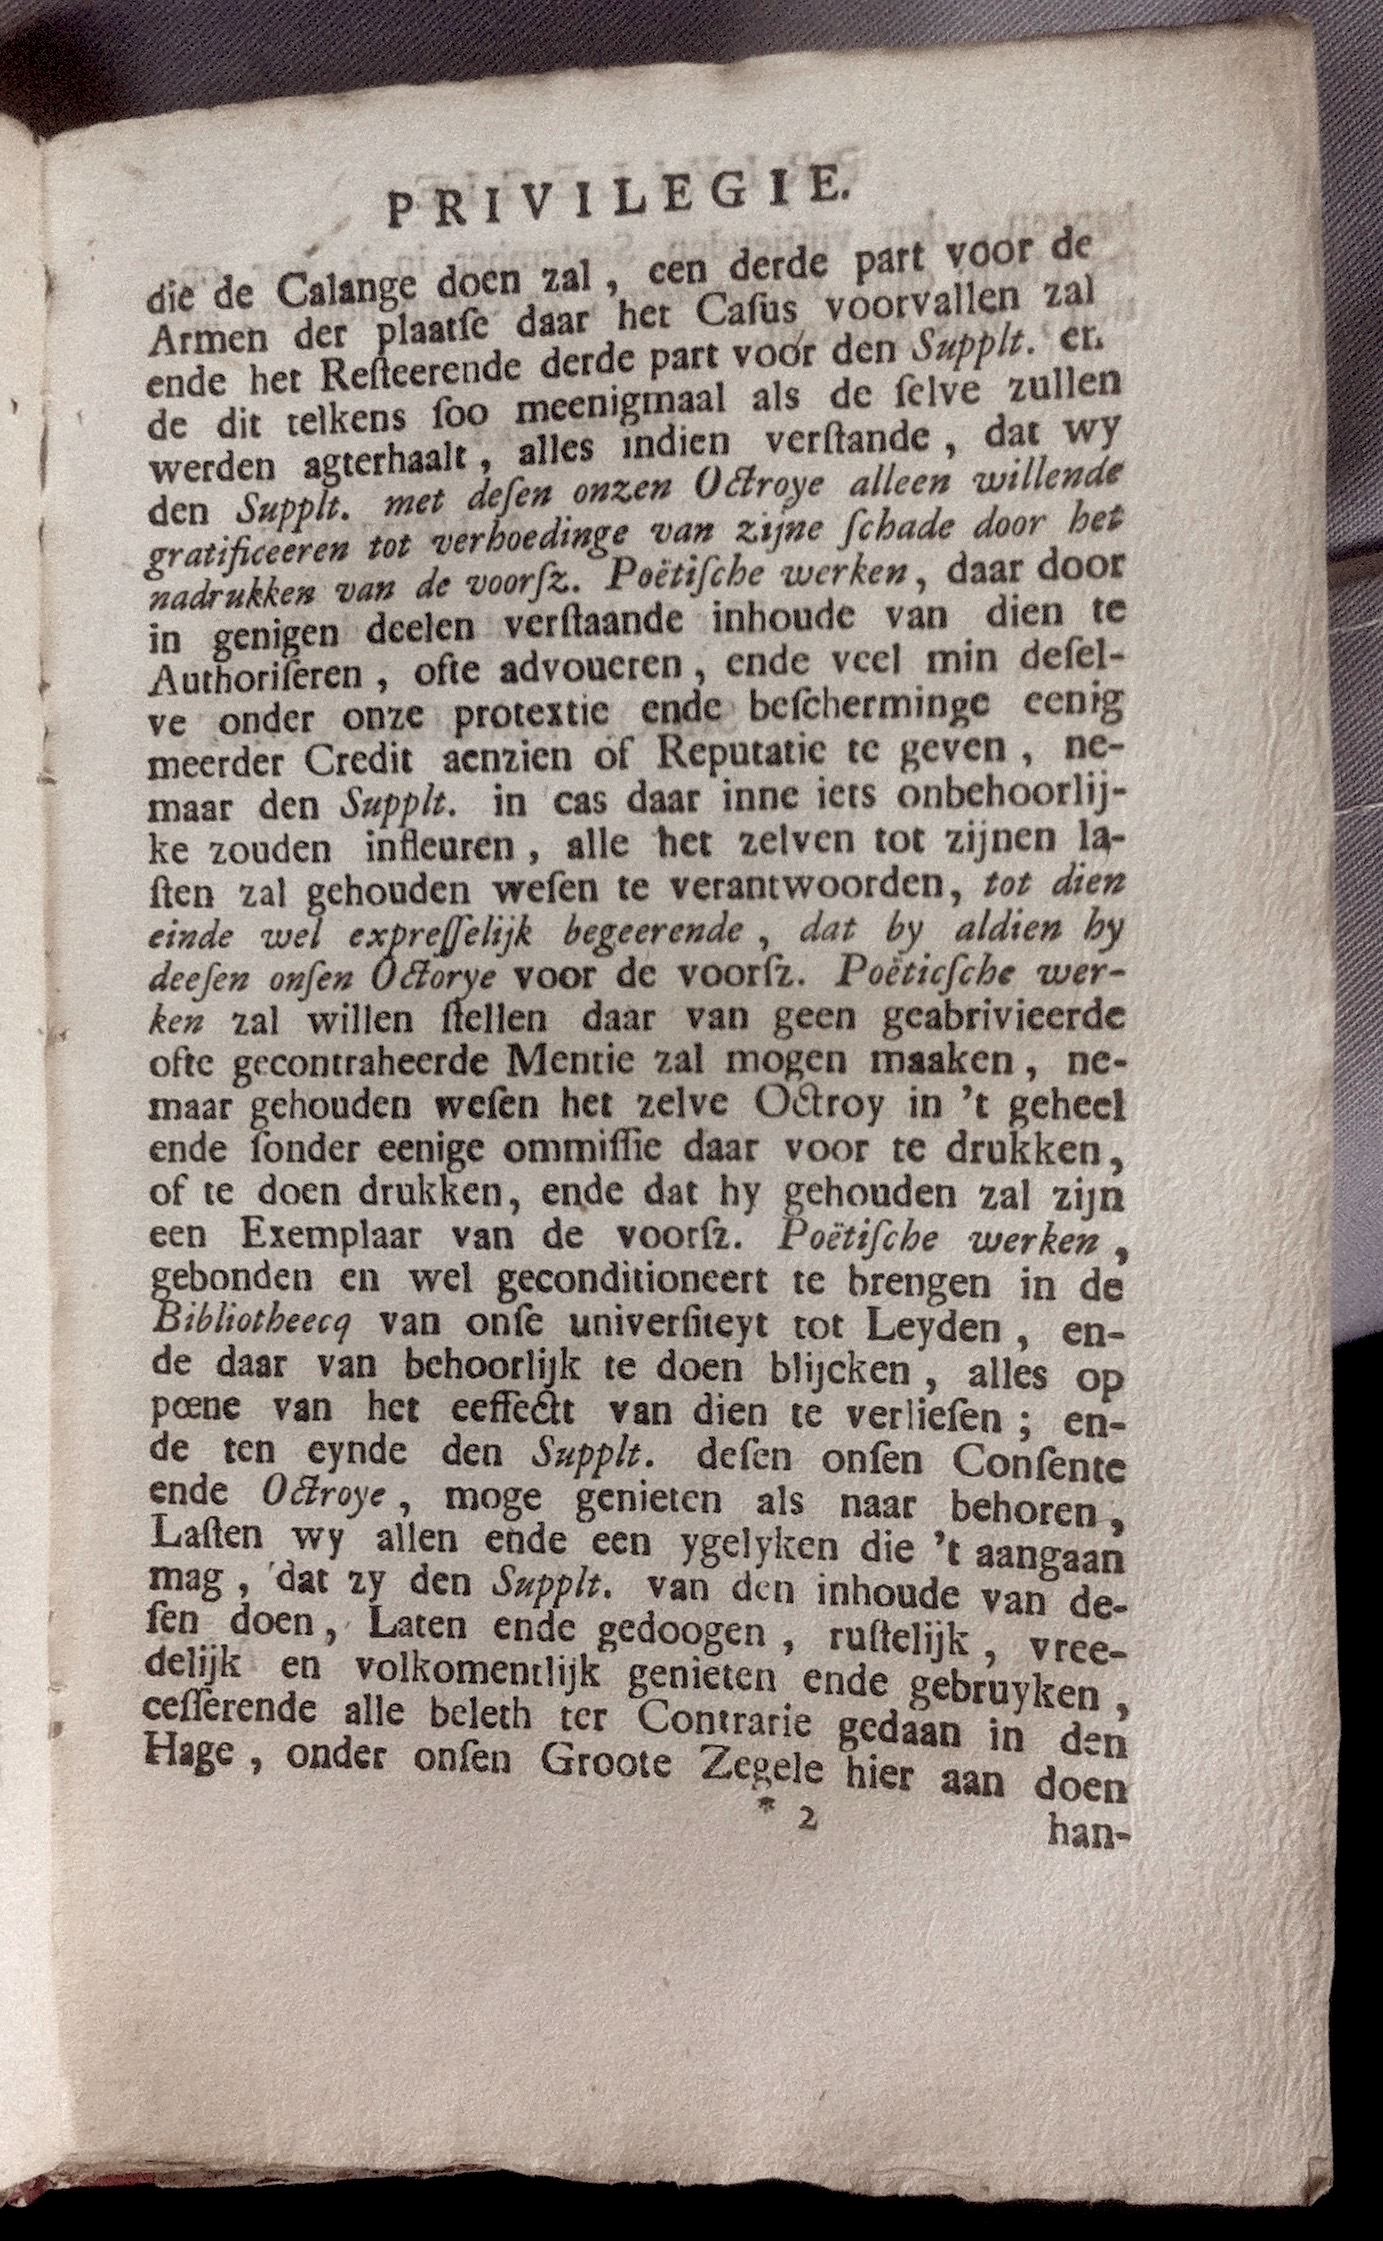 PRIVILEGIE.
die de Calange doen zal, een derde part voor de
Armen der plaatſe daar het Caſus voorvallen zal
ende het Reſteerende derde part voor den Supplt. en
de dit telkens ſoo meenigmaal als de ſelve zullen
werden agterhaalt, alles indien verſtande, dat wy
den Supplt. met deſen onzen Octroye alleen willende
gratificeeren tot verhoedinge van zijne ſchade door het
nadrukken van de voorſz. Poëtiſche werken, daar door
in genigen deelen verſtaande inhoude van dien te
Authoriſeren, ofte advoueren, ende veel min deſel-
ve onder onze protextie ende beſcherminge eenig
meerder Credit aenzien of Reputatie te geven, ne-
maar den Supplt. in cas daar inne iets onbehoorlij-
ke zouden infleuren, alle het zelven tot zijnen la-
ſten zal gehouden weſen te verantwoorden, tot dien
einde wel expreſſelijk begeerende, dat by aldien hy
deeſen onſen Octorye voor de voorſz. Poëticſche wer-
ken zal willen ſtellen daar van geen geabrivieerde
ofte gecontraheerde Mentie zal mogen maaken, ne-
maar gehouden weſen het zelve Octroy in 't geheel
ende ſonder eenige ommiſſie daar voor te drukken,
of te doen drukken, ende dat hy gehouden zal zijn
een Exemplaar van de voorſz. Poëtiſche werken,
gebonden en wel geconditioneert te brengen in de
Bibliotheecq van onſe univerſiteyt tot Leyden, en-
de daar van behoorlijk te doen blijcken, alles op
pœne van het eeffectt van dien te verlieſen; en-
de ten eynde den Supplt. deſen onſen Conſente
ende Octroye, moge genieten als naar behoren,
Laſten wy allen ende een ygelyken die 't aangaan
mag, dat zy den Supplt. van den inhoude van de-
ſen doen, Laten ende gedoogen, ruſtelijk, vree-
delijk en volkomentlijk genieten ende gebruyken,
ceſſerende alle beleth ter Contrarie gedaan in den
Hage, onder onſen Groote Zegele hier aan doen
* 2
han-